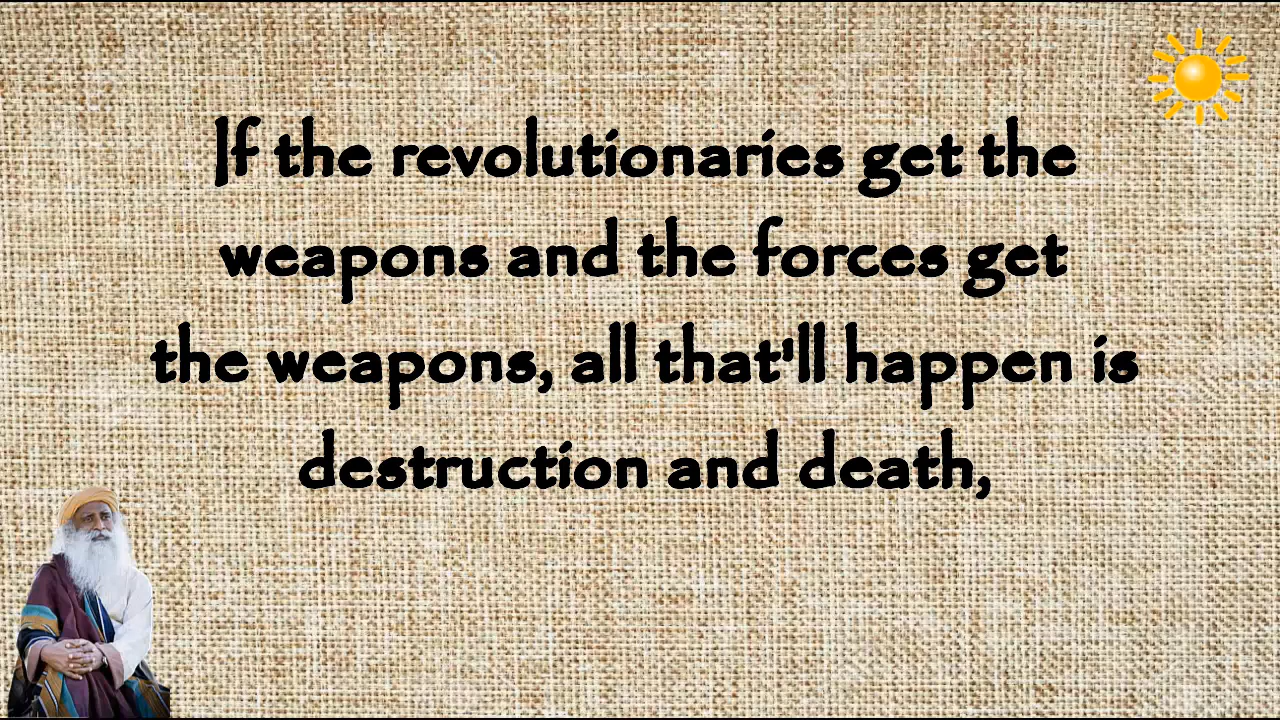 If the revolutionaries get the
weapons and the forces get
the weapons, all that'll happen is
destruction and death,